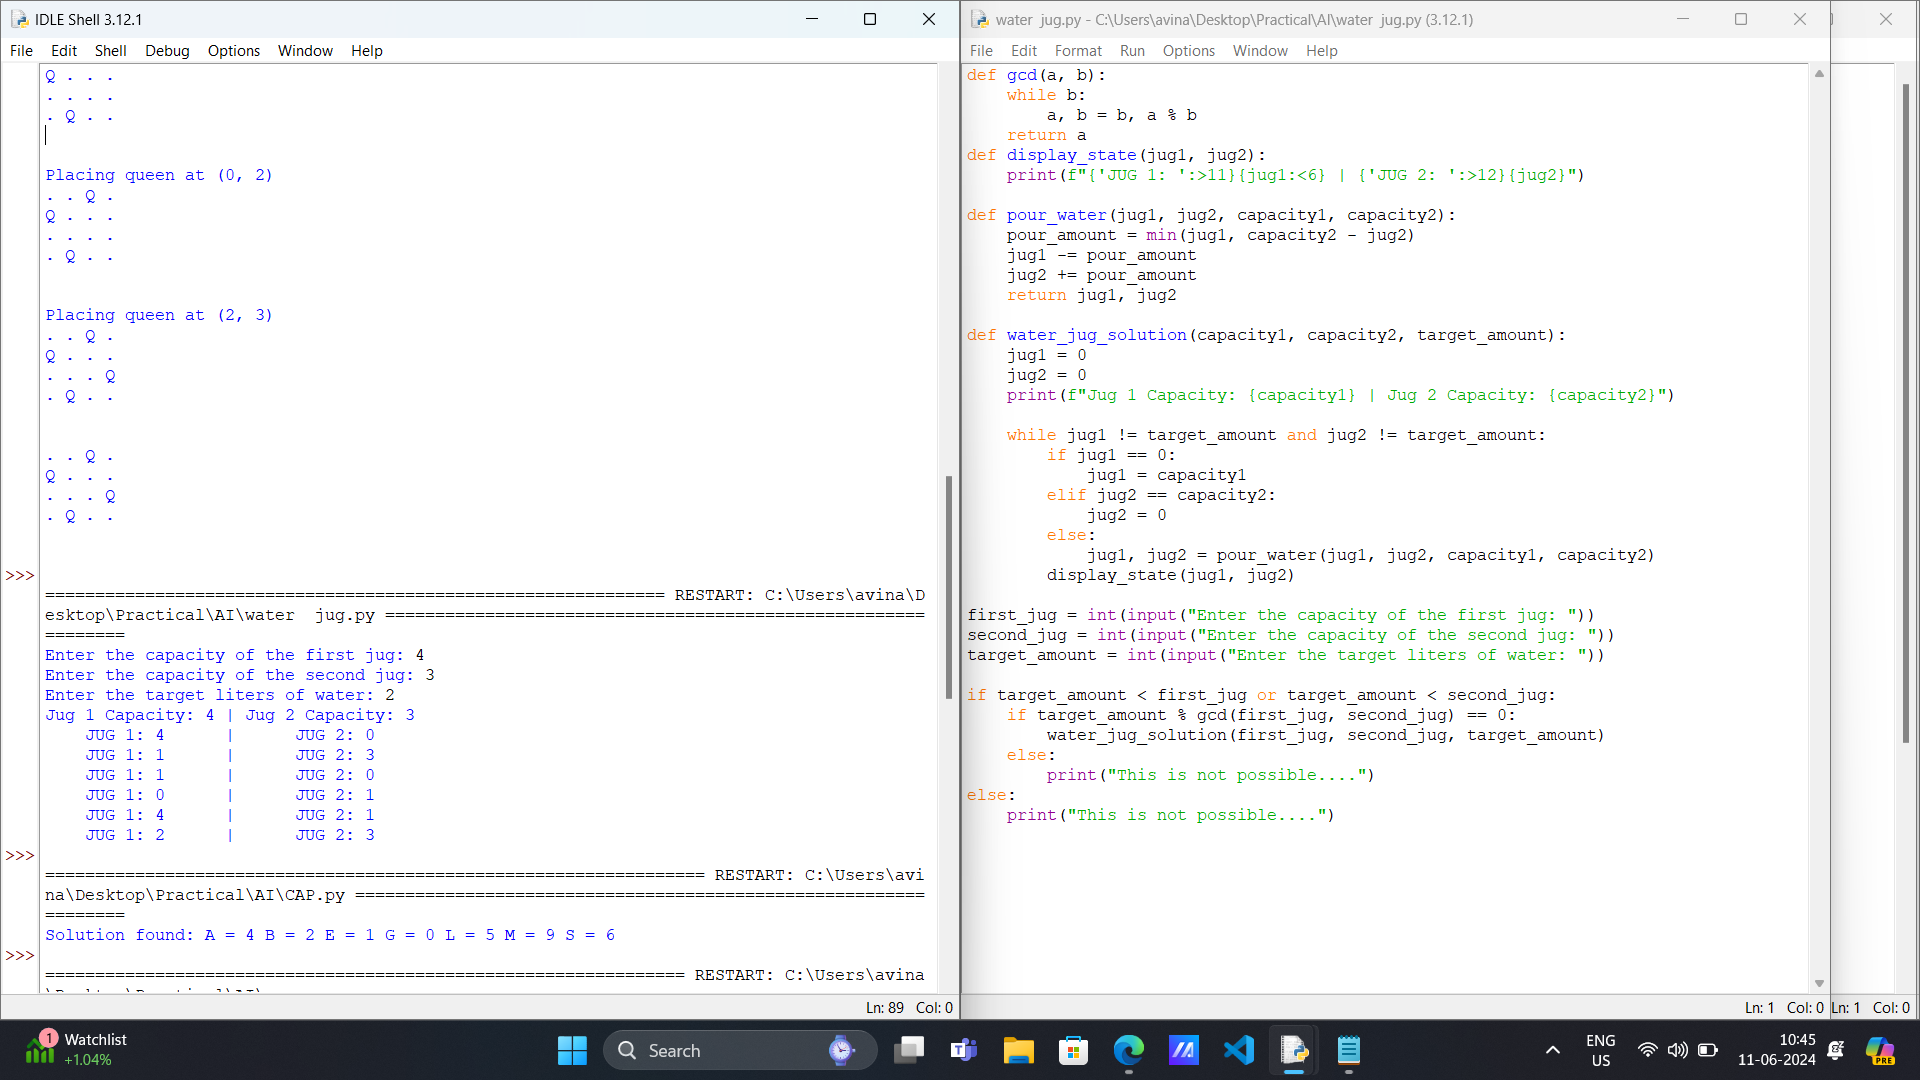 IDLE Shell 3.12.1
File Edit Shell Debug Options Window Help
Q . . .
. . . .
. Q . .
Placing queen at (0, 2)
. . Q .
Q . . .
. . . .
. Q . .
Placing queen at (2, 3)
. . Q .
Q . . .
. . . Q
. Q . .
. . Q .
Q . . .
. . . Q
. Q . .
>>>
============================================================== RESTART: C:\Users\avina\D
esktop\Practical\AI\water  jug.py ======================================================
========
Enter the capacity of the first jug: 4
Enter the capacity of the second jug: 3
Enter the target liters of water: 2
Jug 1 Capacity: 4 | Jug 2 Capacity: 3
    JUG 1: 4      |      JUG 2: 0
    JUG 1: 1      |      JUG 2: 3
    JUG 1: 1      |      JUG 2: 0
    JUG 1: 0      |      JUG 2: 1
    JUG 1: 4      |      JUG 2: 1
    JUG 1: 2      |      JUG 2: 3
>>>
================================================================== RESTART: C:\Users\avi
na\Desktop\Practical\AI\CAP.py =========================================================
========
Solution found: A = 4 B = 2 E = 1 G = 0 L = 5 M = 9 S = 6
>>>
================================================================ RESTART: C:\Users\avina
Ln: 89 Col: 0
water  jug.py - C:\Users\avina\Desktop\Practical\AI\water  jug.py (3.12.1)
File Edit Format Run Options Window Help
def gcd(a, b):
    while b:
        a, b = b, a % b
    return a
def display_state(jug1, jug2):
    print(f"{'JUG 1: ':>11}{jug1:<6} | {'JUG 2: ':>12}{jug2}")
def pour_water(jug1, jug2, capacity1, capacity2):
    pour_amount = min(jug1, capacity2 - jug2)
    jug1 -= pour_amount
    jug2 += pour_amount
    return jug1, jug2
def water_jug_solution(capacity1, capacity2, target_amount):
    jug1 = 0
    jug2 = 0
    print(f"Jug 1 Capacity: {capacity1} | Jug 2 Capacity: {capacity2}")
    while jug1 != target_amount and jug2 != target_amount:
        if jug1 == 0:
            jug1 = capacity1
        elif jug2 == capacity2:
            jug2 = 0
        else:
            jug1, jug2 = pour_water(jug1, jug2, capacity1, capacity2)
        display_state(jug1, jug2)
first_jug = int(input("Enter the capacity of the first jug: "))
second_jug = int(input("Enter the capacity of the second jug: "))
target_amount = int(input("Enter the target liters of water: "))
if target_amount < first_jug or target_amount < second_jug:
    if target_amount % gcd(first_jug, second_jug) == 0:
        water_jug_solution(first_jug, second_jug, target_amount)
    else:
        print("This is not possible....")
else:
    print("This is not possible....")
Ln: 1 Col: 0
Ln: 1 Col: 0
1
Watchlist
+1.04%
Search
ENG
US
10:45
11-06-2024
PRE